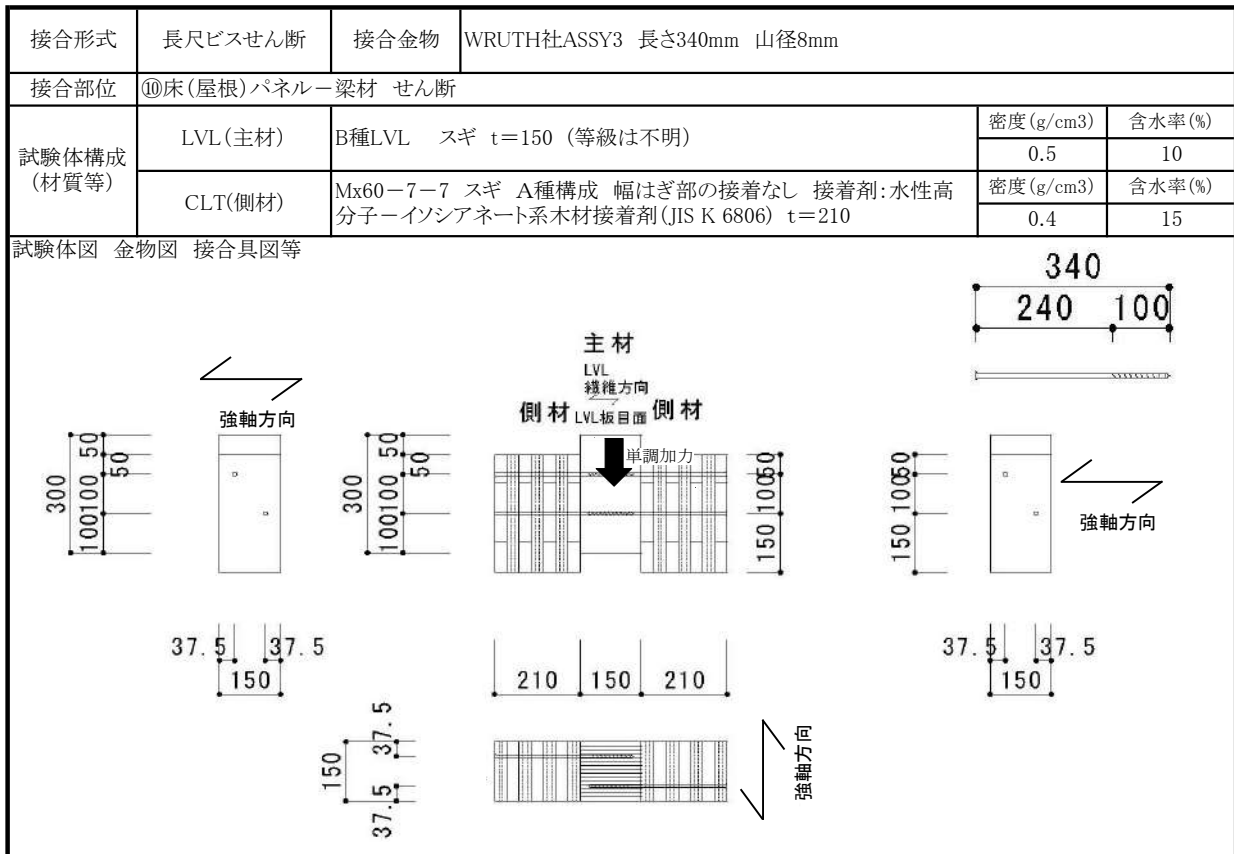 接合形式 長尺ビスせん断 接合金物 WRUTH社ASSY3 長さ340mm 山径8mm
接合部位 ⑩床(屋根)パネル－梁材 せん断
試験体構成
(材質等)
LVL(主材) B種LVL スギ t＝150 (等級は不明)
密度(g/cm3) 含水率(%)
0.5 10
CLT(側材) Mx60－7－7 スギ A種構成 幅はぎ部の接着なし 接着剤:水性高
分子－イソシアネート系木材接着剤(JIS K 6806) t＝210
密度(g/cm3) 含水率(%)
0.4 15
試験体図 金物図 接合具図等
340
240 100
主材
LVL
繊維方向
側材 LVL板目面 側材
単調加力
強軸方向
300
100 100 50
50
37.5 37.5
150
300
100 100 50
50
150 100 50
50
210 150 210
強軸方向
150 100 50
50
37.5 37.5
150
150
37.5
37.5
強軸方向